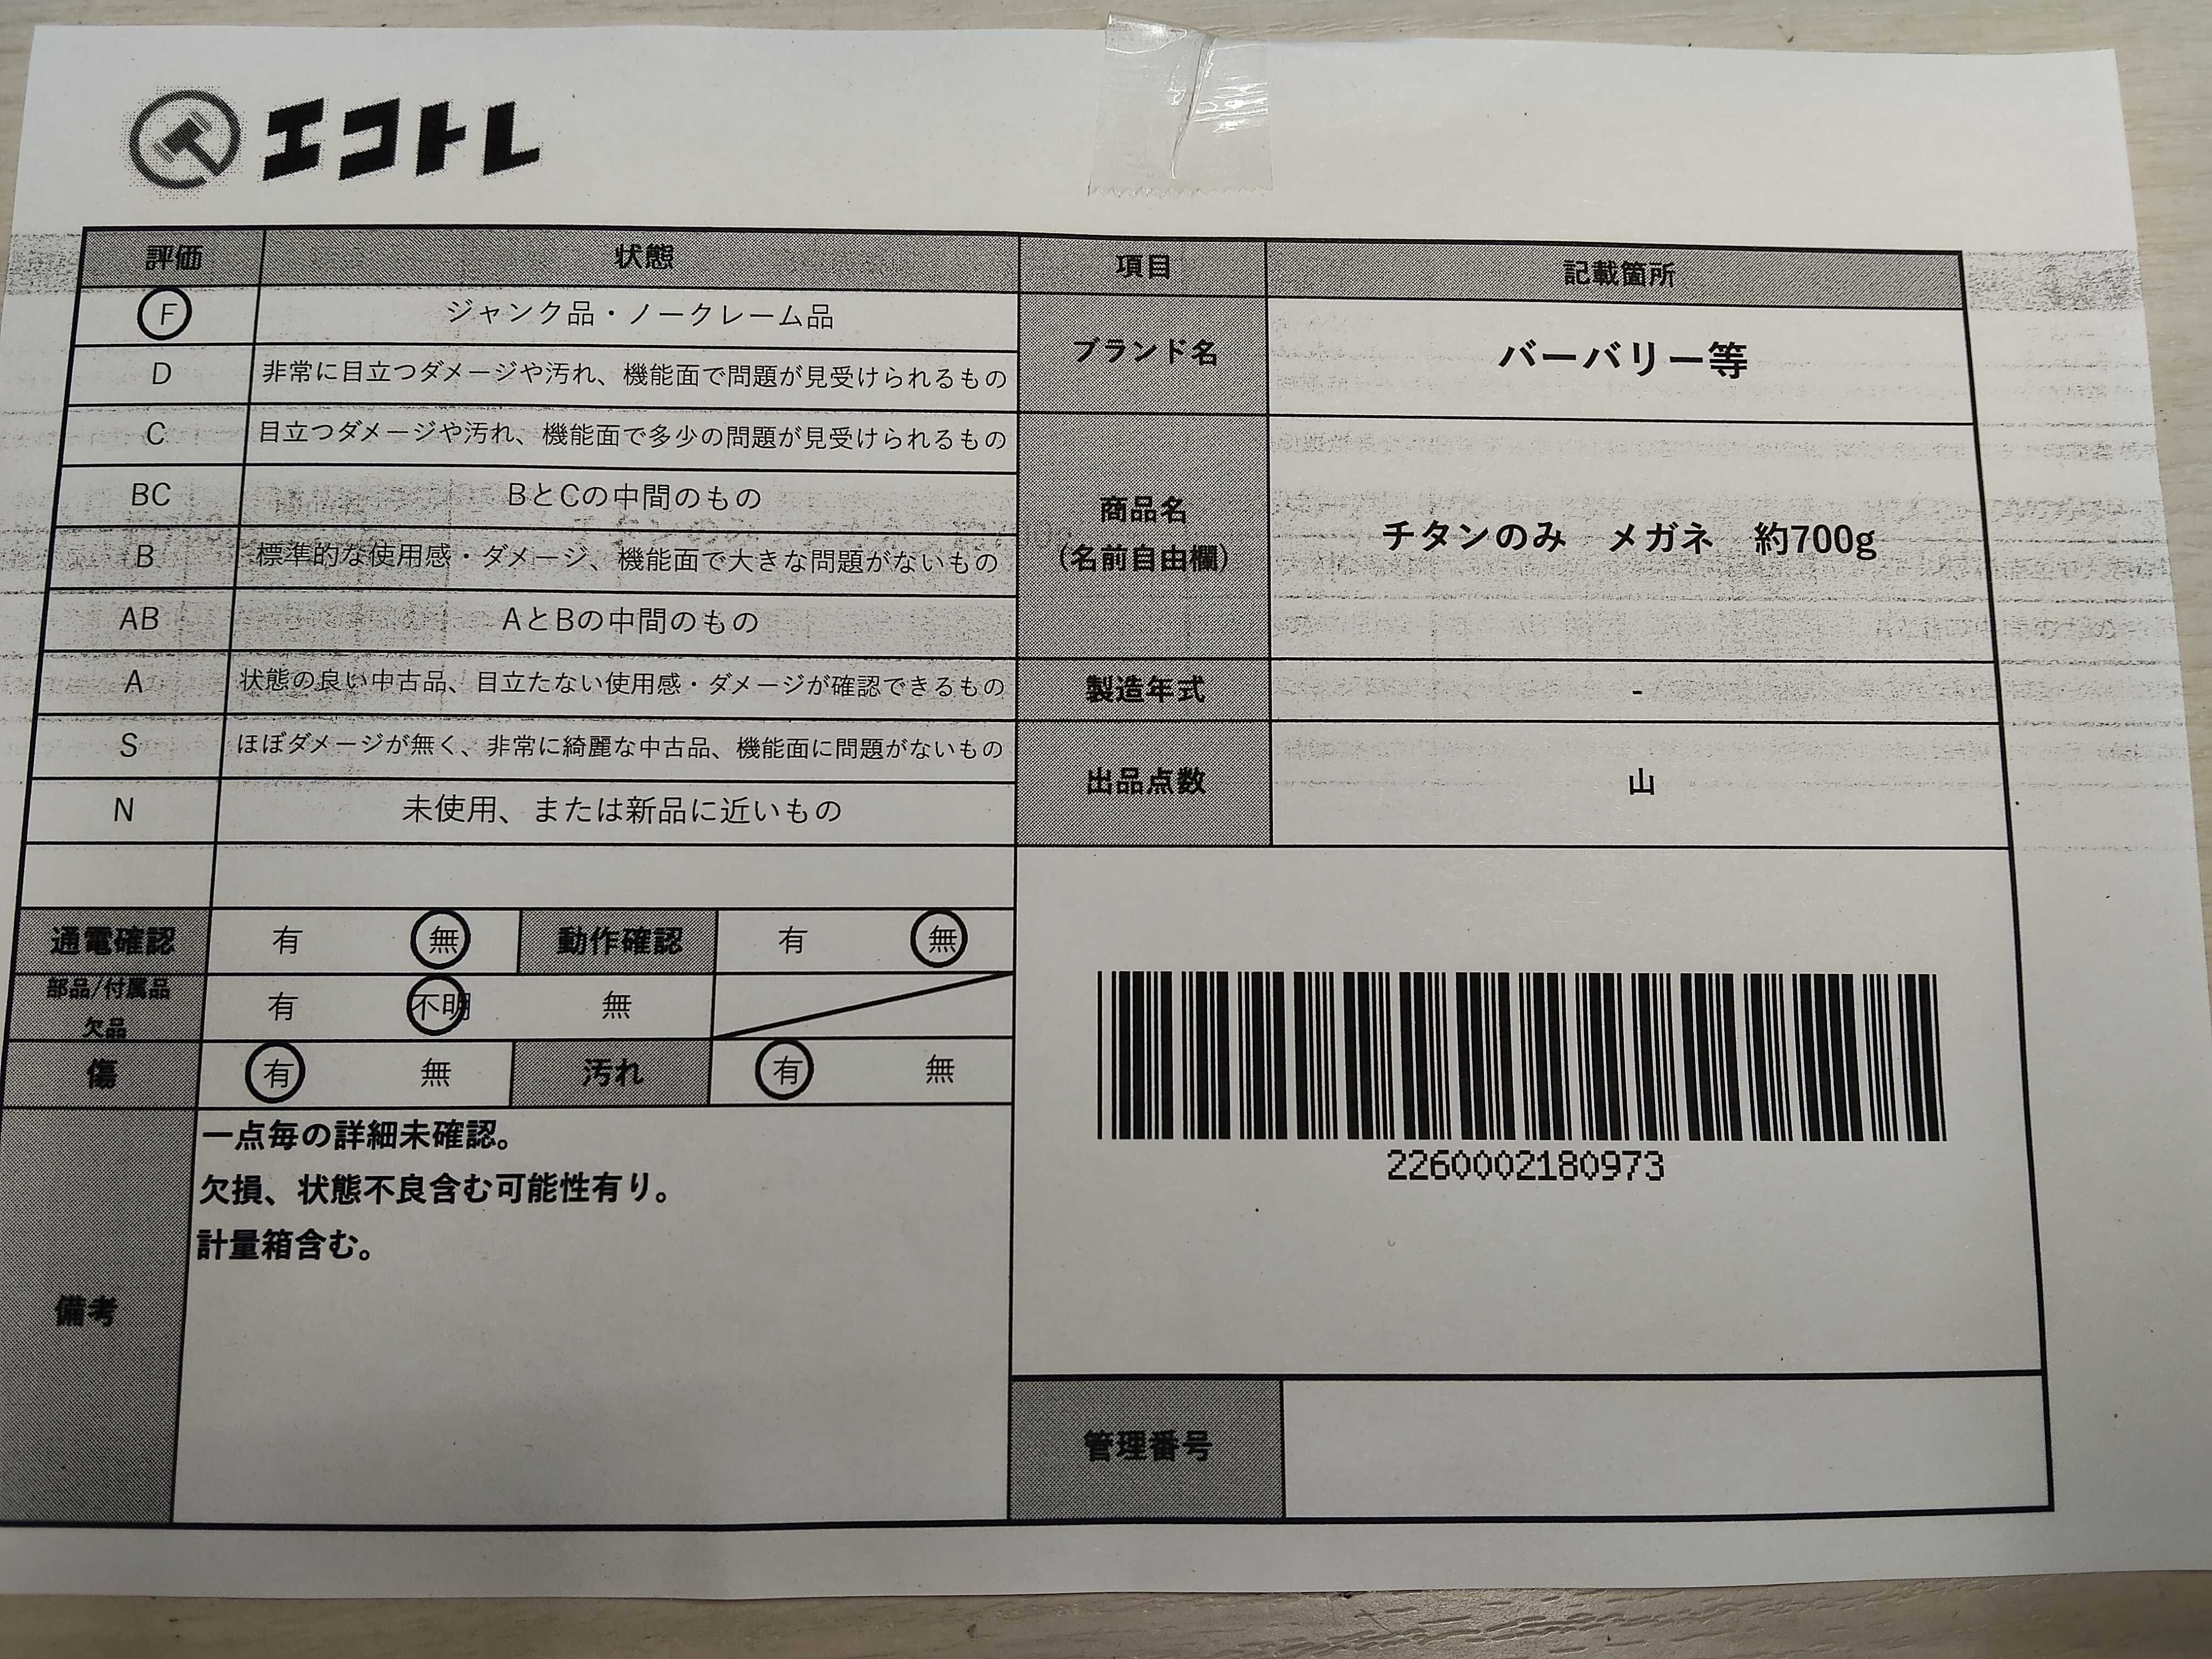 エコトレ
評価 状態 項目 記載箇所
F ジャンク品・ノークレーム品
D 非常に目立つダメージや汚れ、機能面で問題が見受けられるもの
ブランド名 バーバリー等
C 目立つダメージや汚れ、機能面で多少の問題が見受けられるもの
BC BとCの中間のもの
B 標準的な使用感・ダメージ、機能面で大きな問題がないもの
商品名
(名前自由欄)
チタンのみ メガネ 約700g
AB AとBの中間のもの
A 状態の良い中古品、目立たない使用感・ダメージが確認できるもの
製造年式 -
S ほぼダメージが無く、非常に綺麗な中古品、機能面に問題がないもの
出品点数 山
N 未使用、または新品に近いもの
通電確認 有 無 動作確認 有 無
部品/付属品
欠品
有 不明 無
傷 有 無 汚れ 有 無
備考
一点毎の詳細未確認。
欠損、状態不良含む可能性有り。
計量箱含む。
2260002180973
管理番号